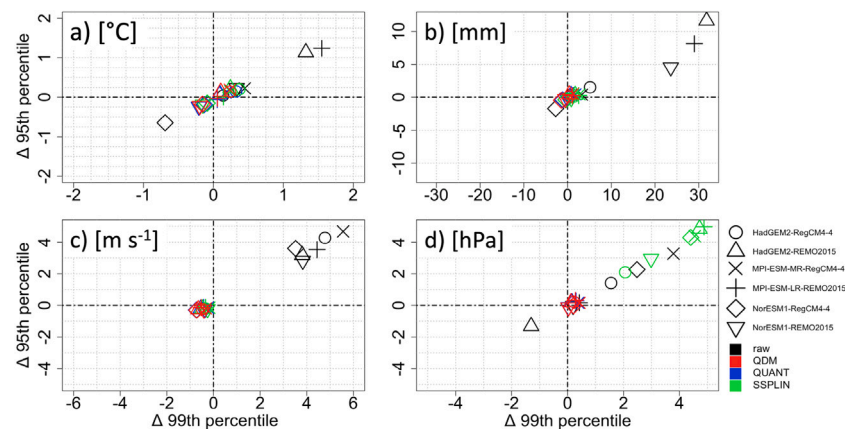 a) [°C]
Δ 95th percentile
2
1
0
-1
-2
-2 -1 0 1 2
b) [mm]
10
5
0
-5
-10
-30 -20 -10 0 10 20 30
c) [m s-1]
Δ 95th percentile
4
2
0
-2
-4
-6 -4 -2 0 2 4 6
Δ 99th percentile
d) [hPa]
4
2
0
-2
-4
-4 -2 0 2 4
Δ 99th percentile
HadGEM2-RegCM4-4
HadGEM2-REMO2015
MPI-ESM-MR-RegCM4-4
MPI-ESM-LR-REMO2015
NorESM1-RegCM4-4
NorESM1-REMO2015
raw
QDM
QUANT
SSPLIN